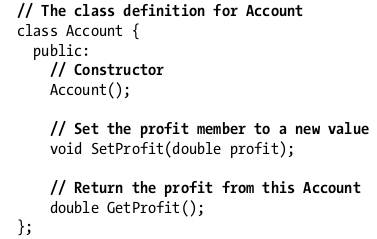 // The class definition for Account
class Account {
  public:
    // Constructor
    Account();

    // Set the profit member to a new value
    void SetProfit(double profit);

    // Return the profit from this Account
    double GetProfit();
};